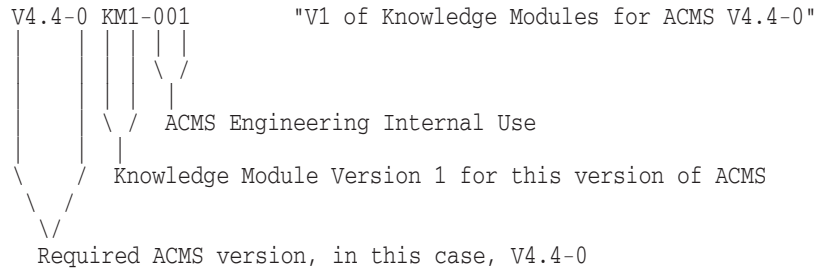 V4.4-0 KM1-001 "V1 of Knowledge Modules for ACMS V4.4-0"
ACMS Engineering Internal Use
Knowledge Module Version 1 for this version of ACMS
Required ACMS version, in this case, V4.4-0